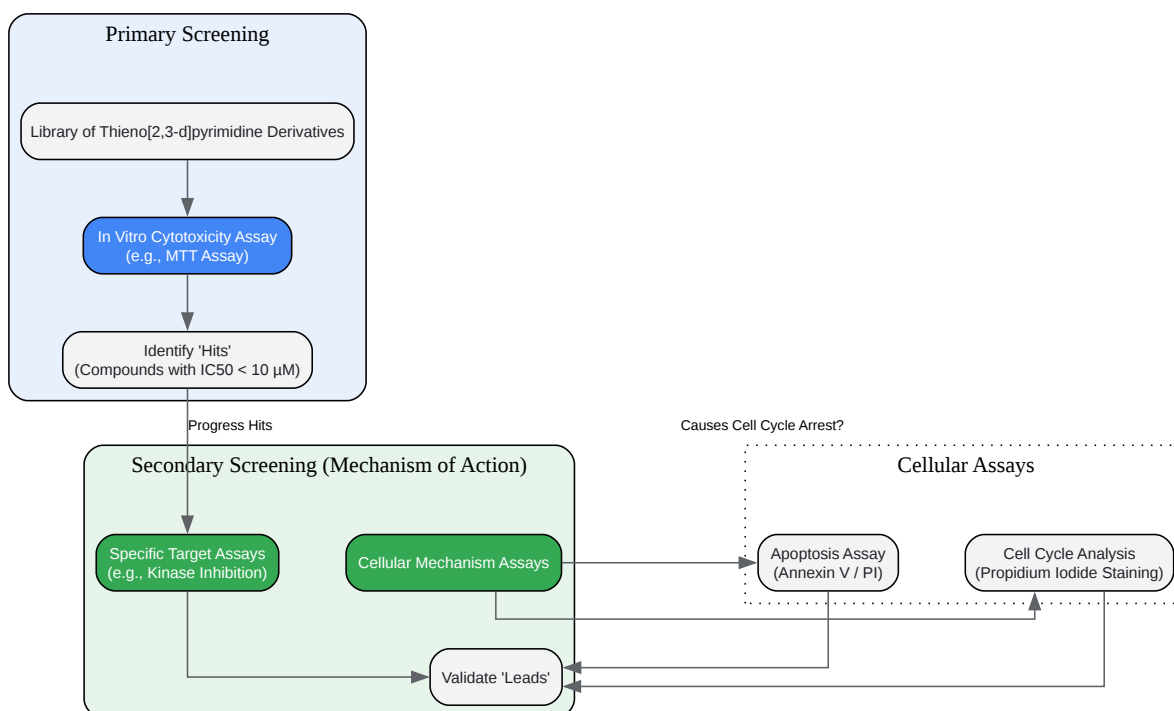 Primary Screening
Library of Thieno[2,3-d]pyrimidine Derivatives
In Vitro Cytotoxicity Assay
(e.g., MTT Assay)
Identify 'Hits'
(Compounds with IC50 < 10 µM)
Progress Hits
Causes Cell Cycle Arrest?
Secondary Screening (Mechanism of Action)
Cellular Assays
Specific Target Assays
(e.g., Kinase Inhibition)
Cellular Mechanism Assays
Apoptosis Assay
(Annexin V / PI)
Cell Cycle Analysis
(Propidium Iodide Staining)
Validate 'Leads'